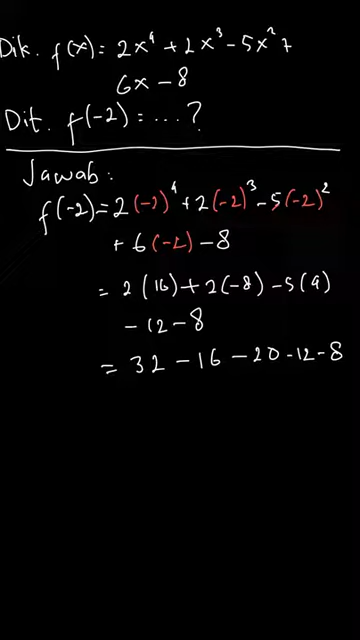 Dik. f(x) = 2x⁴ + 2x³ - 5x² +
6x - 8
Dit. f(-2) = ... ?
Jawab :
f(-2) = 2(-2)⁴ + 2(-2)³ - 5(-2)²
+ 6(-2) - 8
= 2(16) + 2(-8) - 5(4)
- 12 - 8
= 32 - 16 - 20 - 12 - 8